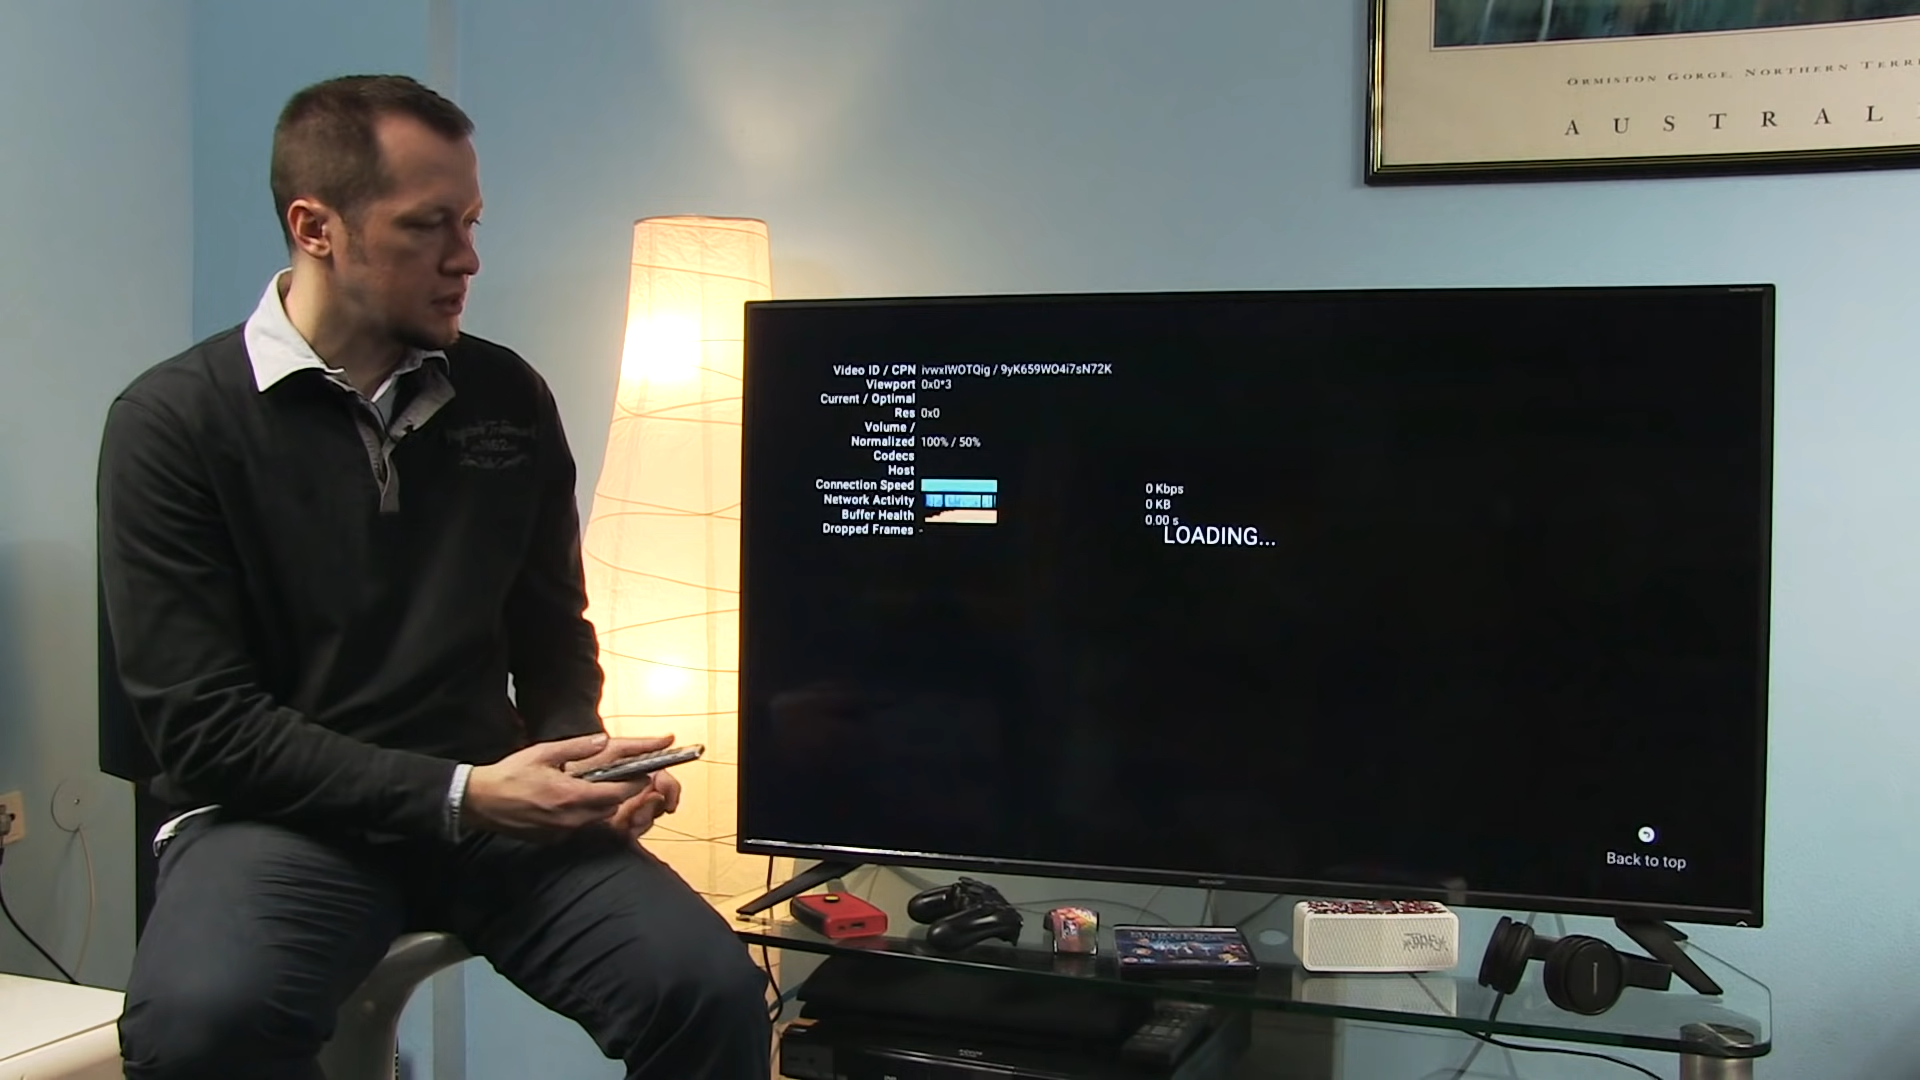 ORMISTON GORGE, NORTHERN TERRI
AUSTRAL
Video ID / CPN ivwxIWOTQig / 9yK659WO4i7sN72K
Viewport 0x0*3
Current / Optimal
Res 0x0
Volume /
Normalized 100% / 50%
Codecs
Host
Connection Speed 0 Kbps
Network Activity 0 KB
Buffer Health 0.00 s
Dropped Frames -
LOADING...
Back to top